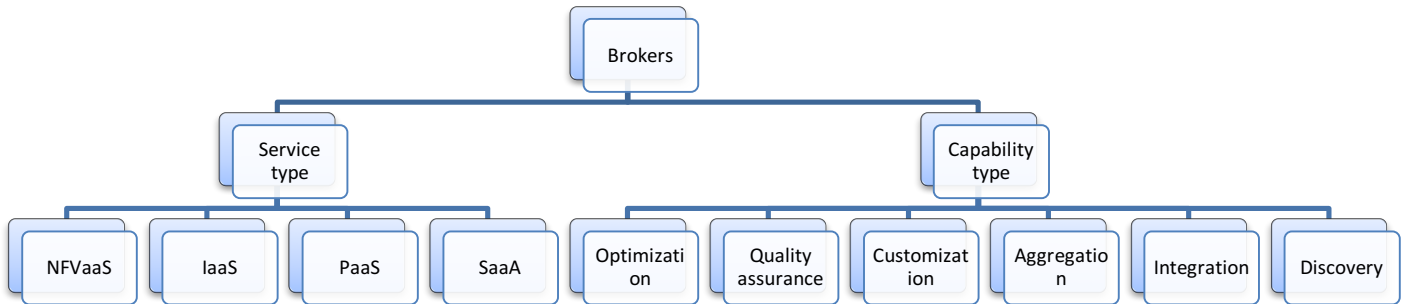 Brokers
Service
type
Capability
type
NFVaaS
IaaS
PaaS
SaaA
Optimizati
on
Quality
assurance
Customizat
ion
Aggregatio
n
Integration
Discovery